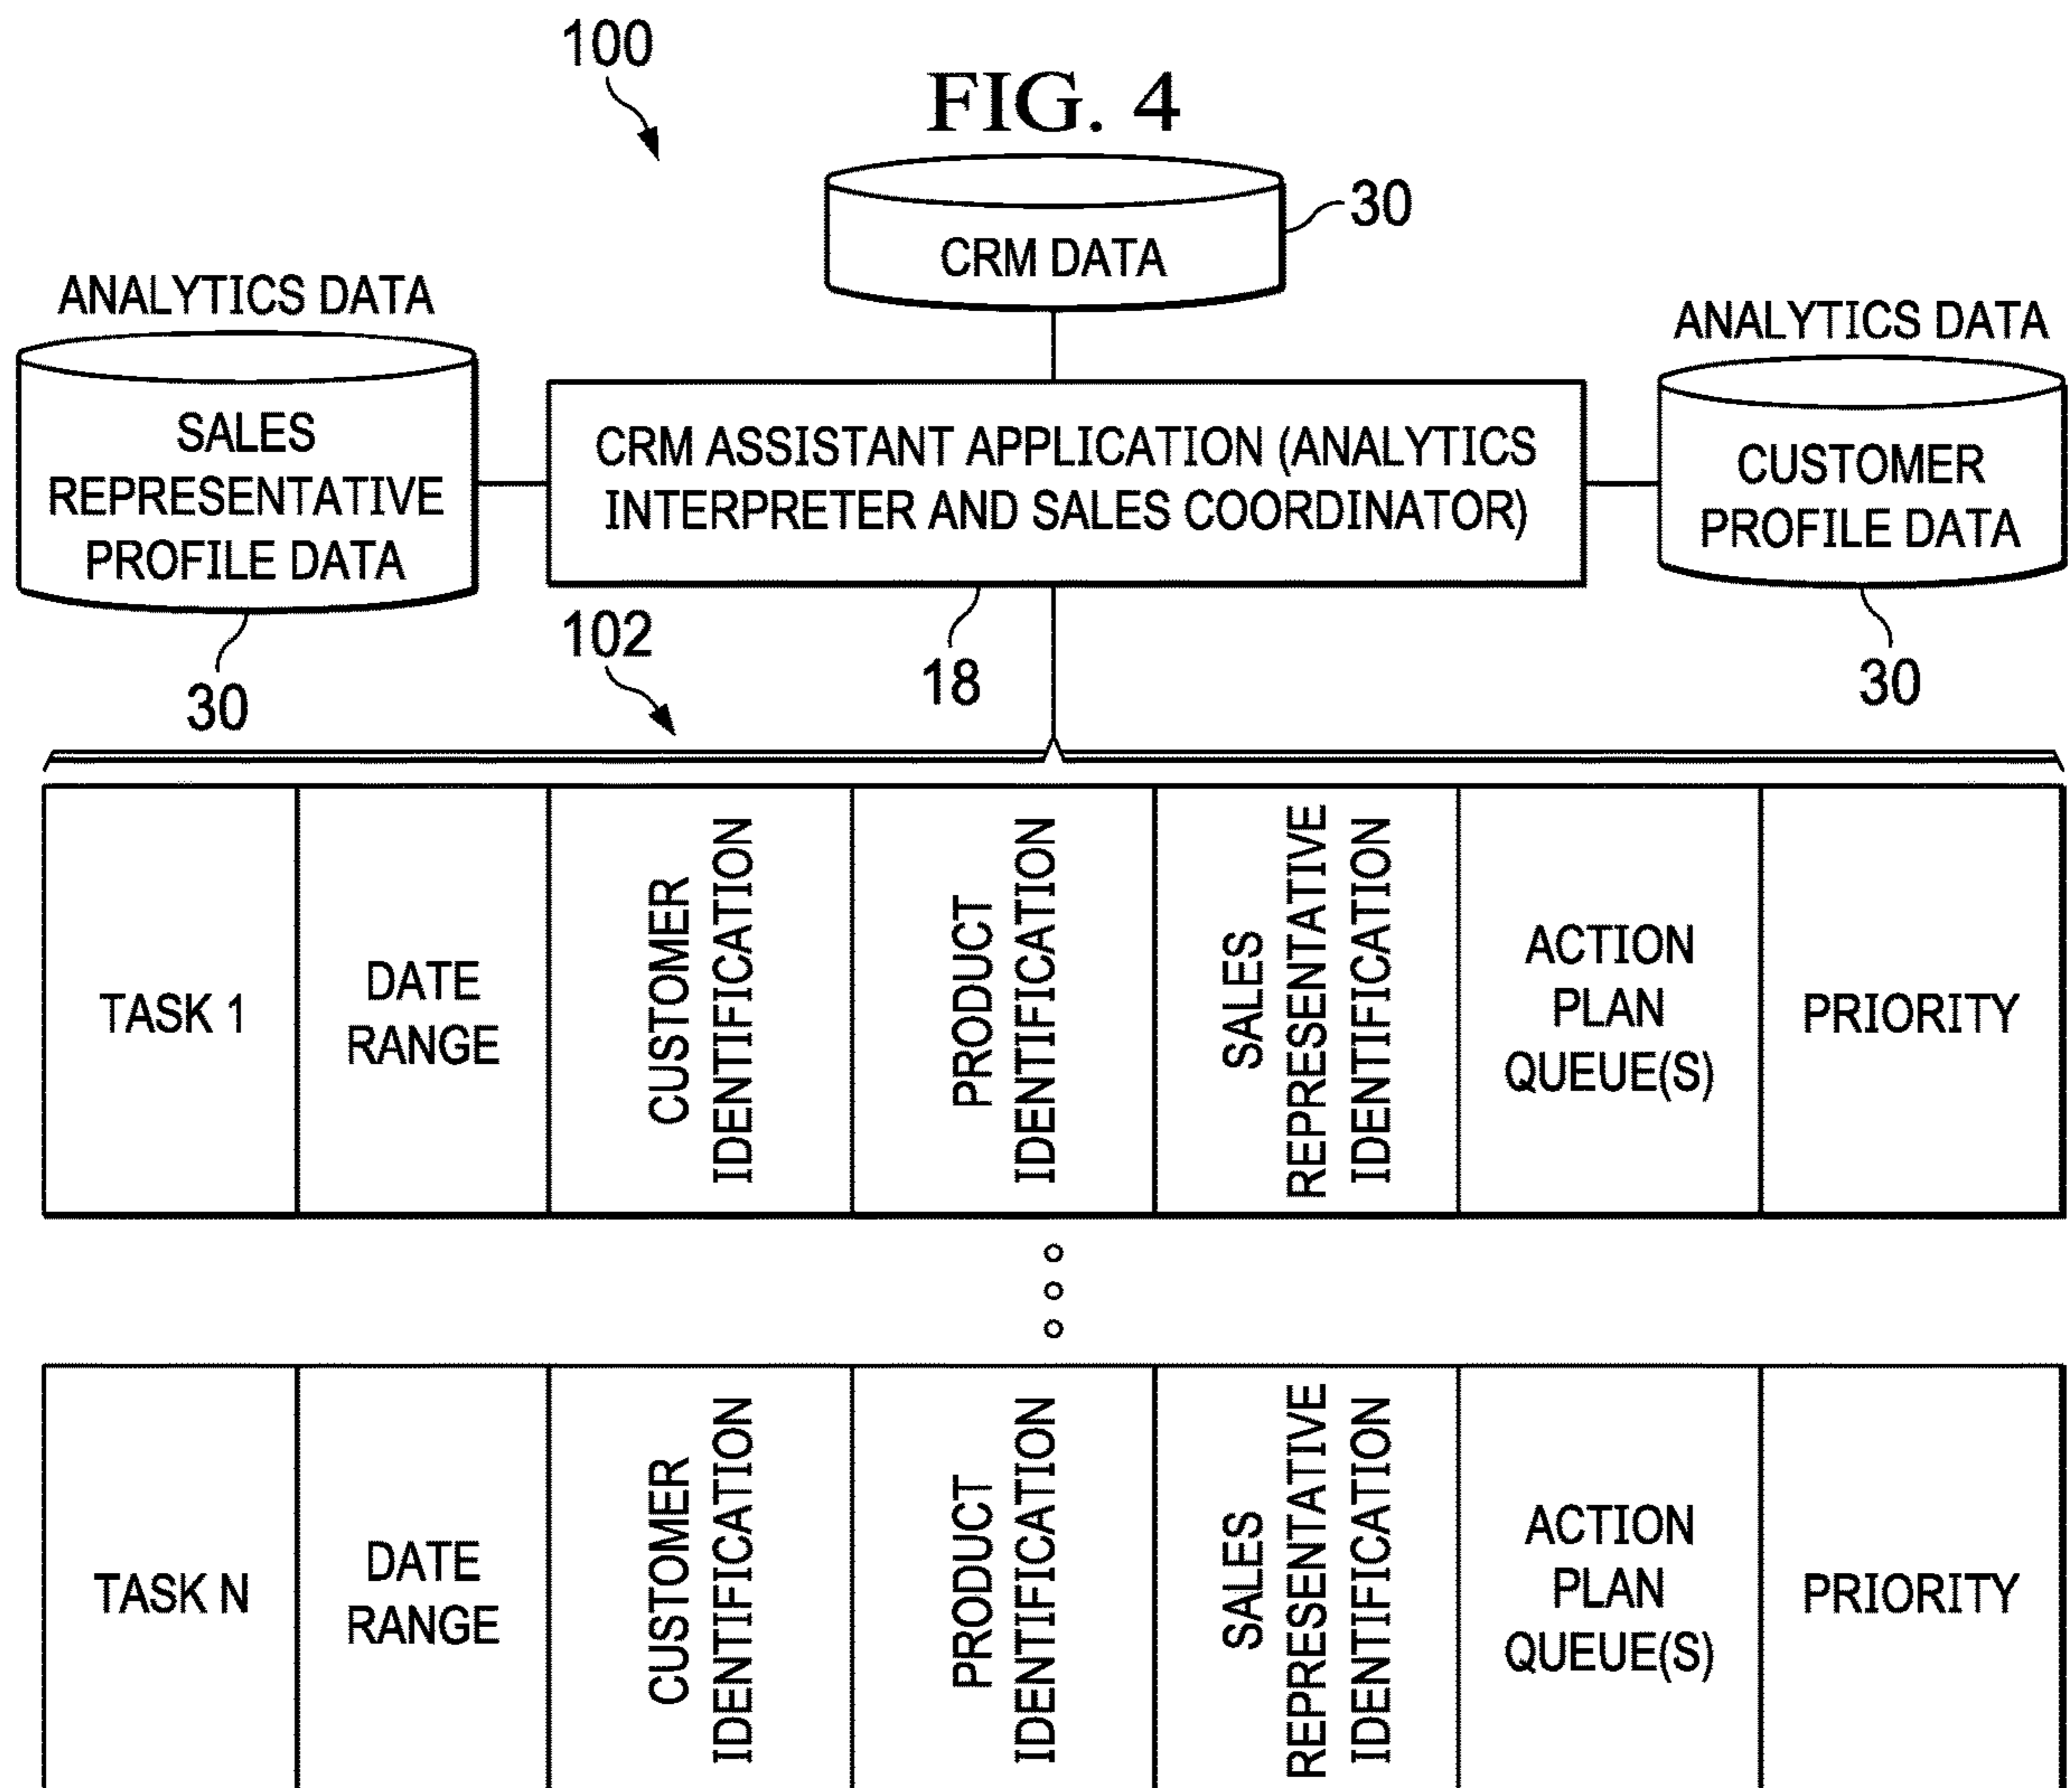 100
FIG. 4
CRM DATA
30
ANALYTICS DATA
SALES
REPRESENTATIVE
PROFILE DATA
30
CRM ASSISTANT APPLICATION (ANALYTICS
INTERPRETER AND SALES COORDINATOR)
18
ANALYTICS DATA
CUSTOMER
PROFILE DATA
30
102
TASK 1
DATE
RANGE
CUSTOMER
IDENTIFICATION
PRODUCT
IDENTIFICATION
SALES
REPRESENTATIVE
IDENTIFICATION
ACTION
PLAN
QUEUE(S)
PRIORITY
TASK N
DATE
RANGE
CUSTOMER
IDENTIFICATION
PRODUCT
IDENTIFICATION
SALES
REPRESENTATIVE
IDENTIFICATION
ACTION
PLAN
QUEUE(S)
PRIORITY